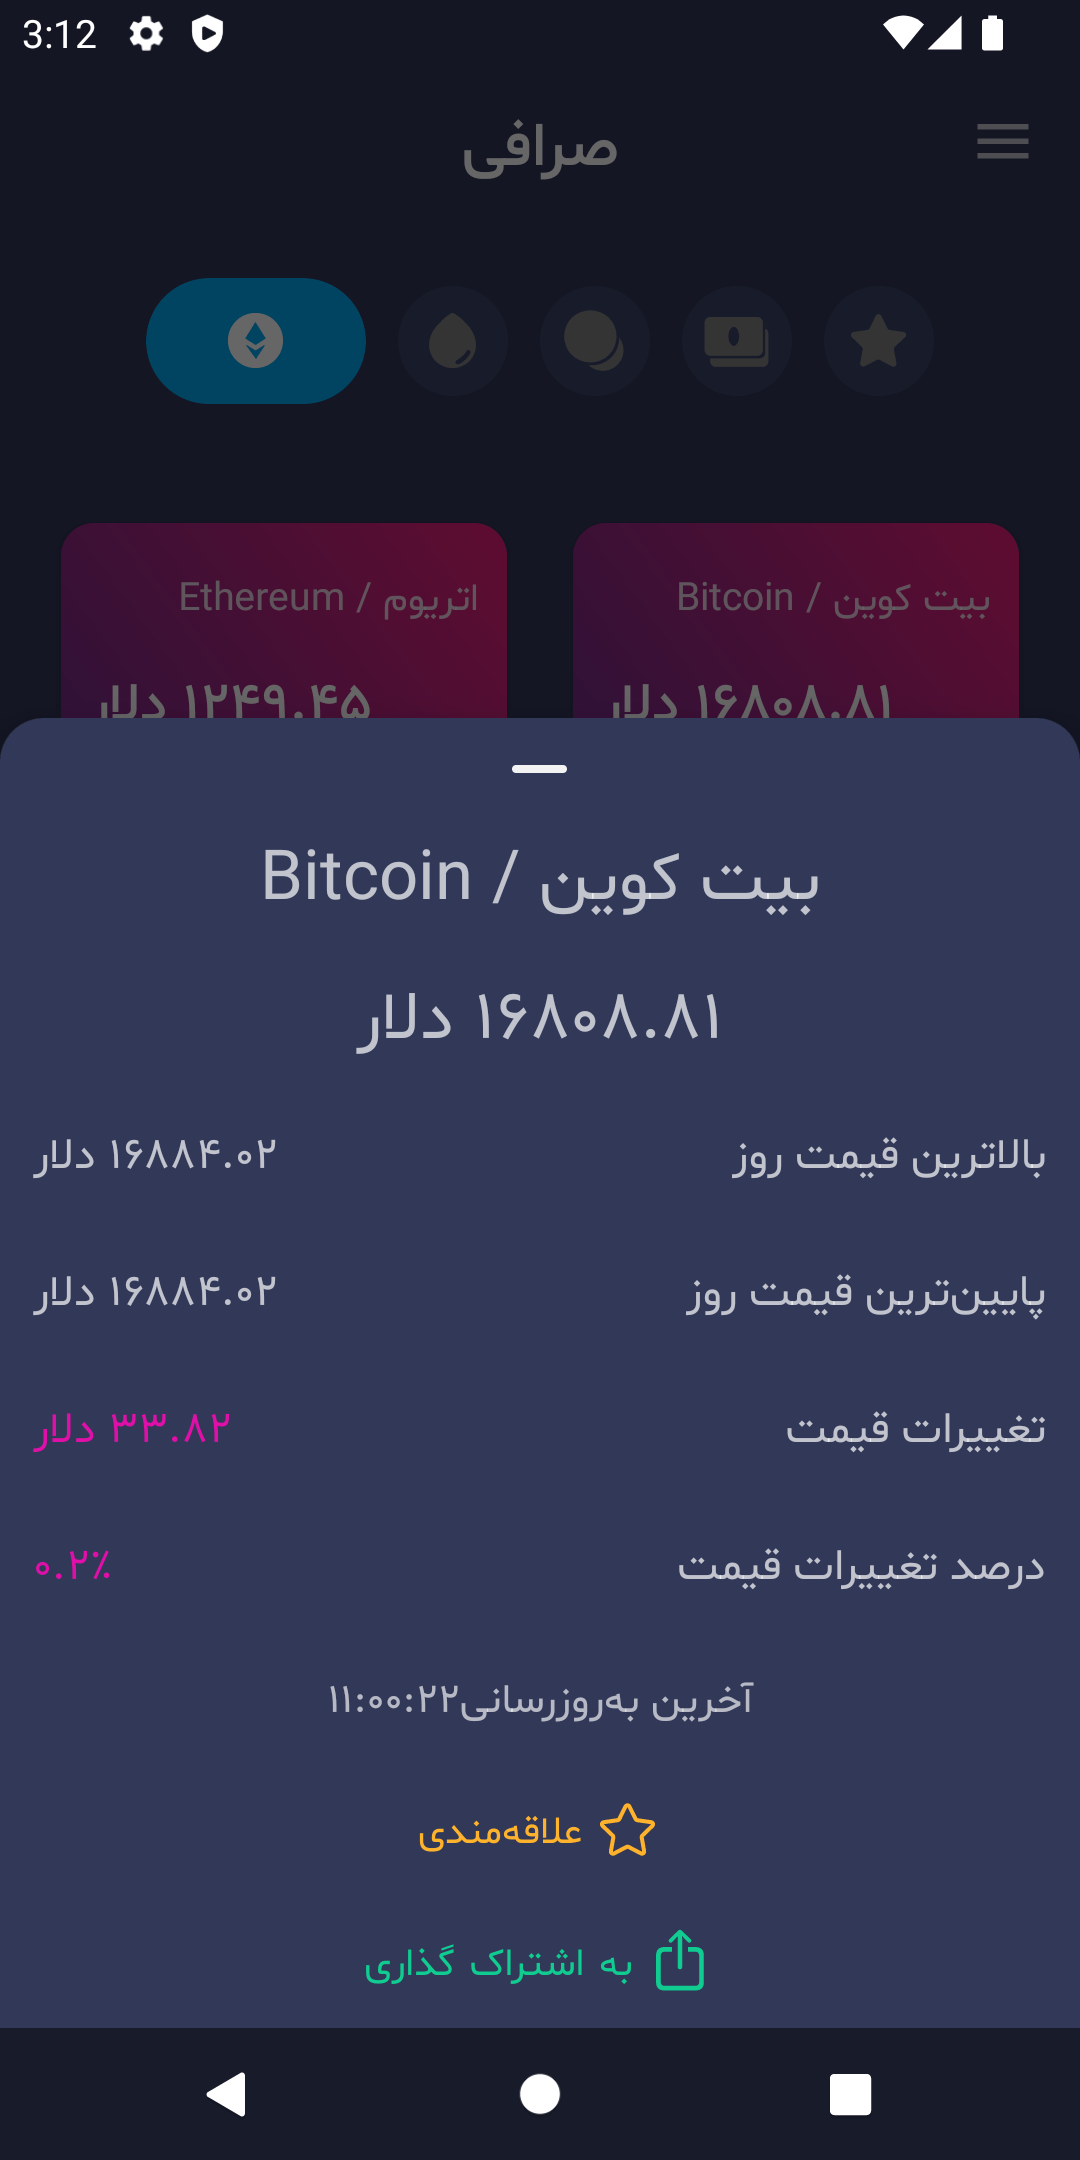 3:12
صرافی
بیت کوین / Bitcoin
اتریوم / Ethereum
۱۶۸۰۸.۸۱ دلار
۱۲۴۹.۴۵ دلار
بیت کوین / Bitcoin
۱۶۸۰۸.۸۱ دلار
بالاترین قیمت روز ۱۶۸۸۴.۰۲ دلار
پایین‌ترین قیمت روز ۱۶۸۸۴.۰۲ دلار
تغییرات قیمت ۳۳.۸۲ دلار
درصد تغییرات قیمت ۰.۲٪
آخرین به‌روزرسانی۱۱:۰۰:۲۲
علاقه‌مندی
به اشتراک گذاری